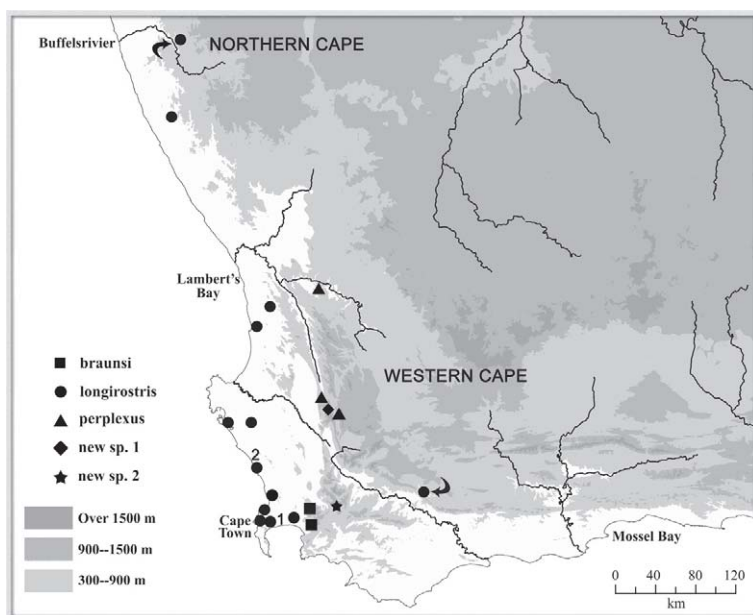 Buffelsrivier
NORTHERN CAPE
Lambert's
Bay
WESTERN CAPE
braunsi
longirostris
perplexus
new sp. 1
new sp. 2
2
1
Cape
Town
Mossel Bay
Over 1500 m
900--1500 m
300--900 m
0 40 80 120
km